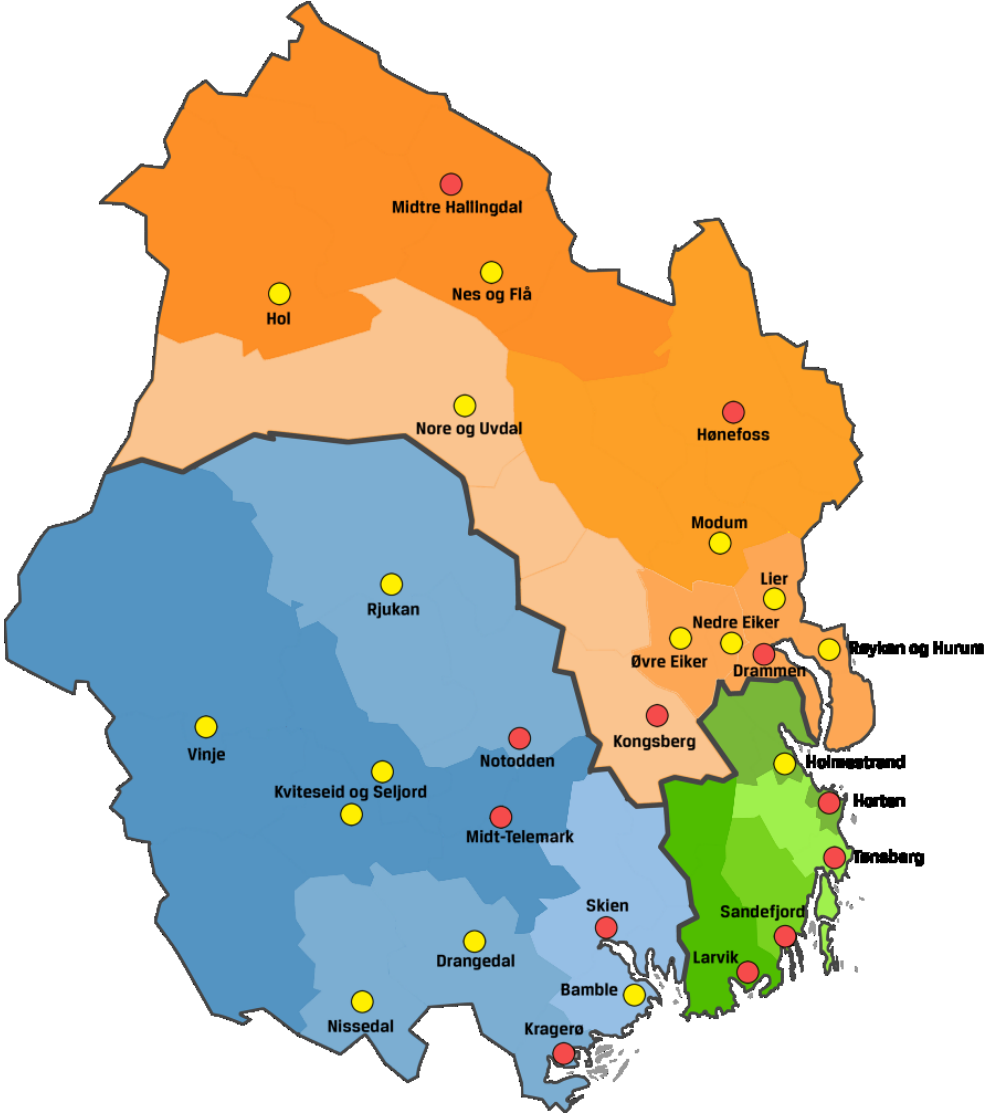 Midtre Hallingdal
Nes og Flå
Hol
Nore og Uvdal
Hønefoss
Modum
Lier
Rjukan
Nedre Eiker
Røyken og Hurum
Øvre Eiker
Drammen
Kongsberg
Vinje
Notodden
Holmestrand
Kviteseid og Seljord
Horten
Midt-Telemark
Tønsberg
Skien
Sandefjord
Drangedal
Larvik
Bamble
Nissedal
Kragerø